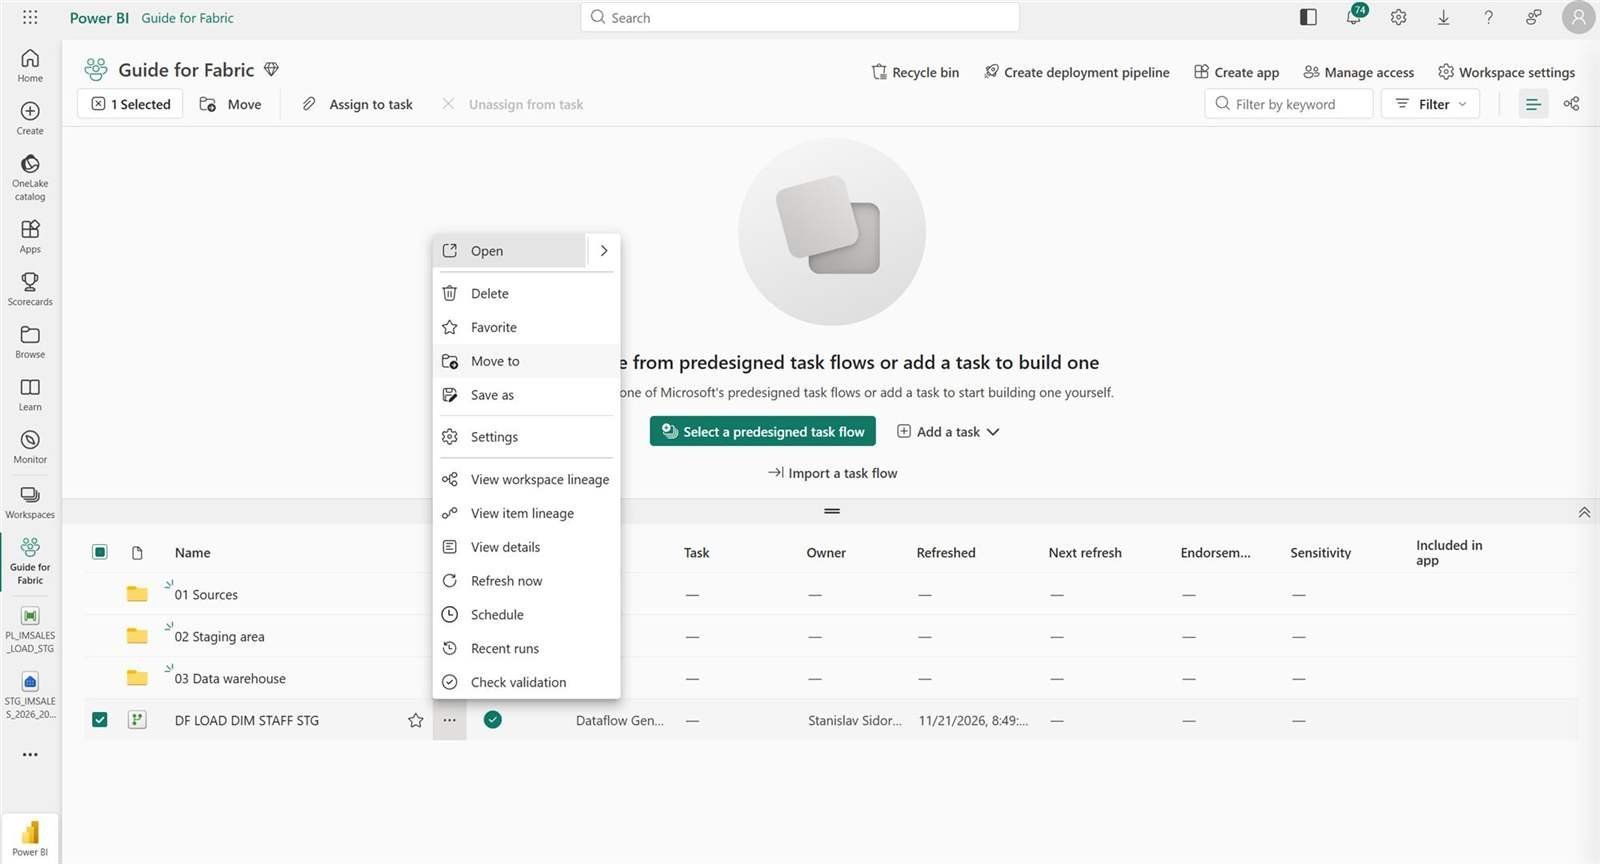 Power BI Guide for Fabric
Search
74
Home
Create
OneLake
catalog
Apps
Scorecards
Browse
Learn
Monitor
Workspaces
Guide for
Fabric
PL_IMSALES
_LOAD_STG
STG_IMSALE
S_2026_20...
Power BI
Guide for Fabric
Recycle bin
Create deployment pipeline
Create app
Manage access
Workspace settings
1 Selected
Move
Assign to task
Unassign from task
Filter by keyword
Filter
Open
Delete
Favorite
Move to
Save as
Settings
View workspace lineage
View item lineage
View details
Refresh now
Schedule
Recent runs
Check validation
from predesigned task flows or add a task to build one
one of Microsoft's predesigned task flows or add a task to start building one yourself.
Select a predesigned task flow
Add a task
Import a task flow
Name Task Owner Refreshed Next refresh Endorsem... Sensitivity Included in
app
01 Sources — — — — — —
02 Staging area — — — — — —
03 Data warehouse — — — — — —
DF LOAD DIM STAFF STG ... Dataflow Gen... — Stanislav Sidor... 11/21/2026, 8:49:... — — —